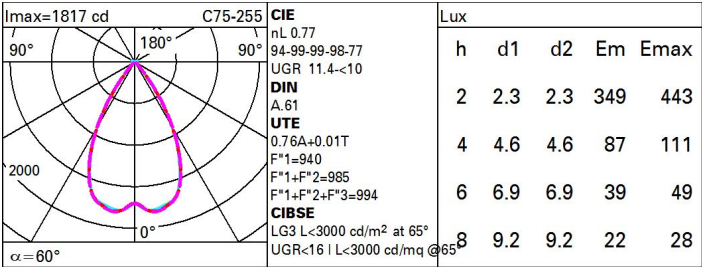 Imax=1817 cd C75-255
90° 180° 90°
2000
0°
α=60°
CIE
nL 0.77
94-99-99-98-77
UGR 11.4-<10
DIN
A.61
UTE
0.76A+0.01T
F"1=940
F"1+F"2=985
F"1+F"2+F"3=994
CIBSE
LG3 L<3000 cd/m² at 65°
UGR<16 | L<3000 cd/mq @65°
Lux
h d1 d2 Em Emax
2 2.3 2.3 349 443
4 4.6 4.6 87 111
6 6.9 6.9 39 49
8 9.2 9.2 22 28